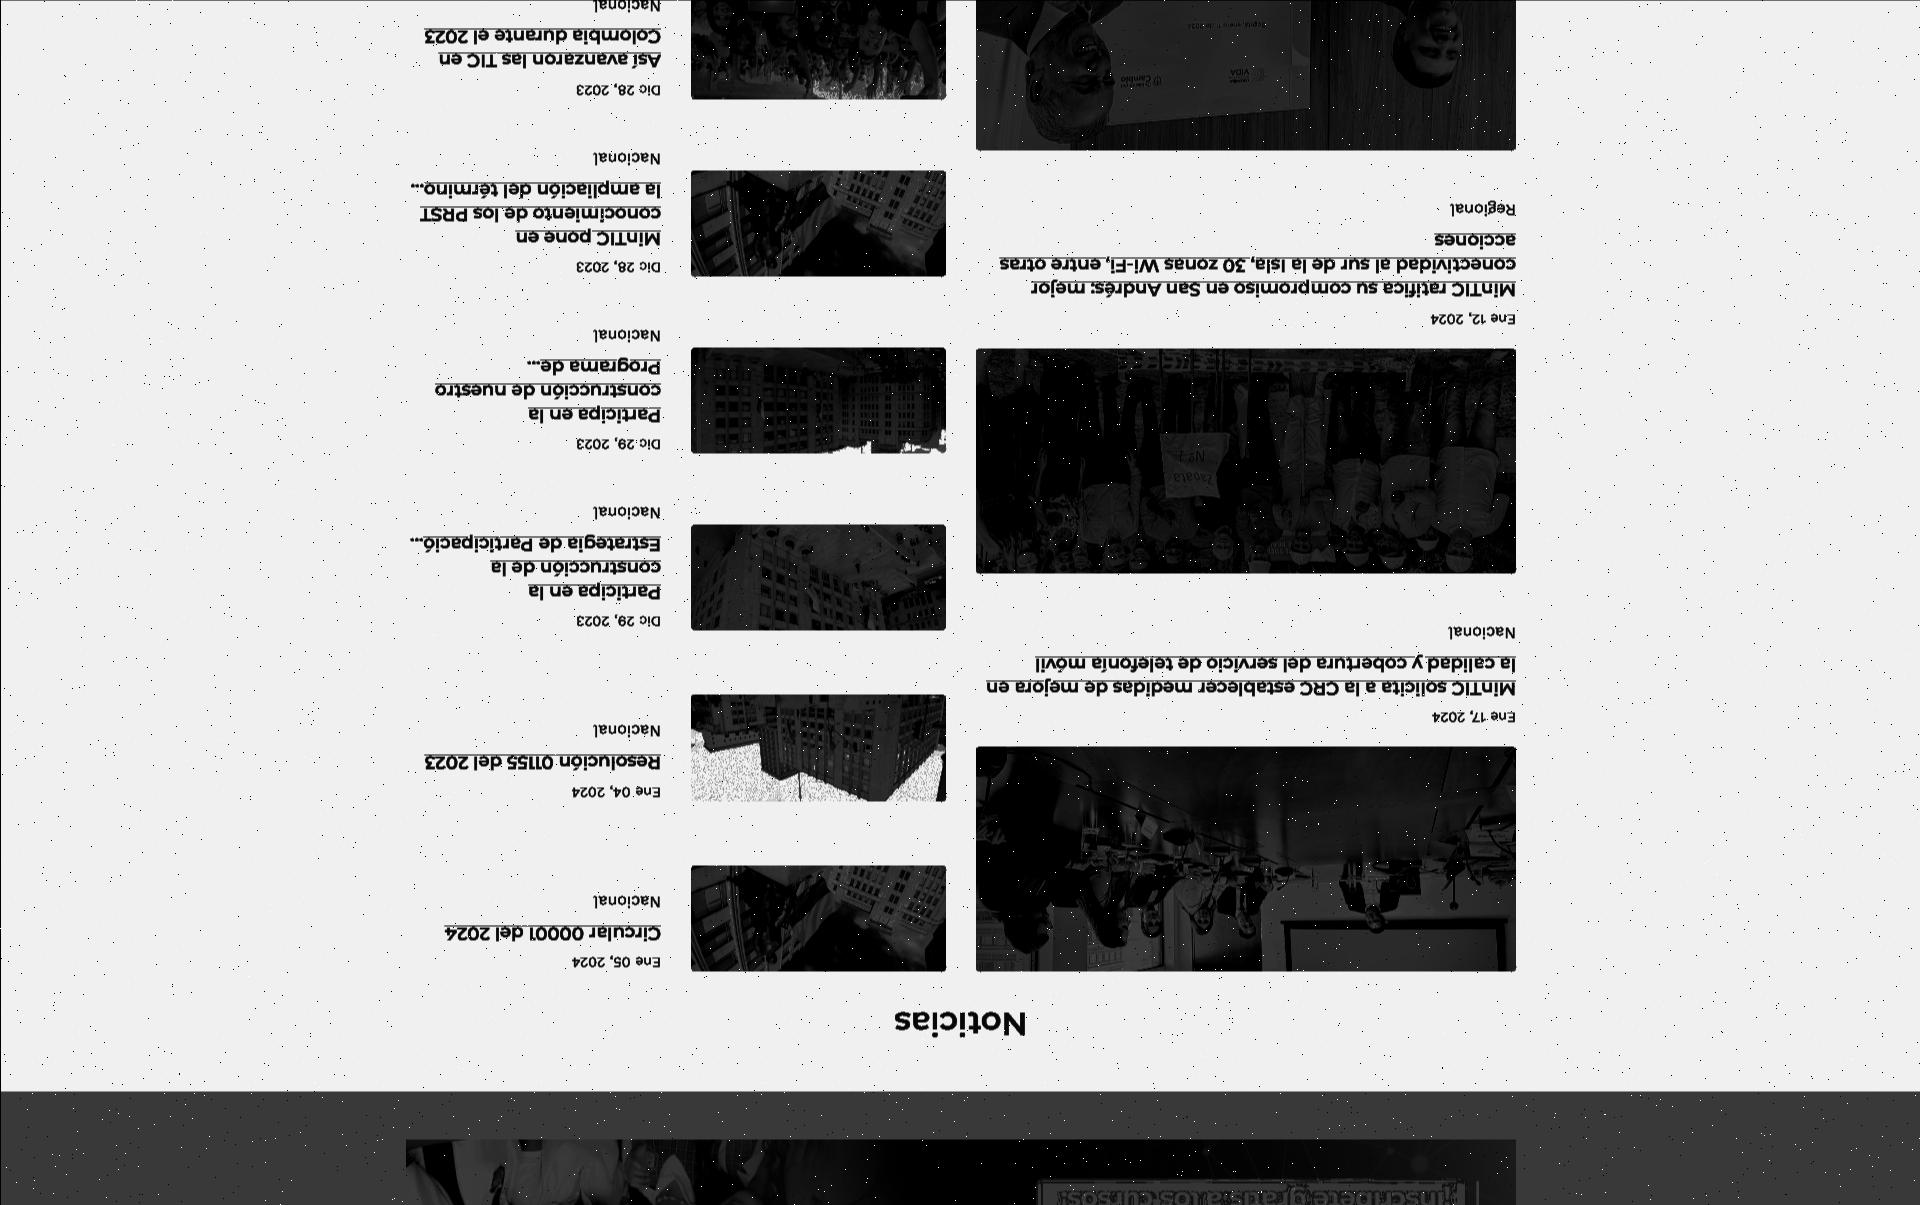 ¡Inscríbete gratis a los cursos
Noticias
Ene 17, 2024
MinTIC solicita a la CRC establecer medidas de mejora en
la calidad y cobertura del servicio de telefonía móvil
Nacional
Ene 12, 2024
MinTIC ratifica su compromiso en San Andrés: mejor
conectividad al sur de la Isla, 30 zonas Wi-Fi, entre otras
acciones
Regional
VIDA
Cambio
Ene 05, 2024
Circular 00001 del 2024
Nacional
Ene 04, 2024
Resolución 01155 del 2023
Nacional
Dic 29, 2023
Participa en la
construcción de la
Estrategia de Participació...
Nacional
Dic 29, 2023
Participa en la
construcción de nuestro
Programa de...
Nacional
Dic 28, 2023
MinTIC pone en
conocimiento de los PRST
la ampliación del término...
Nacional
Dic 28, 2023
Así avanzaron las TIC en
Colombia durante el 2023
Nacional